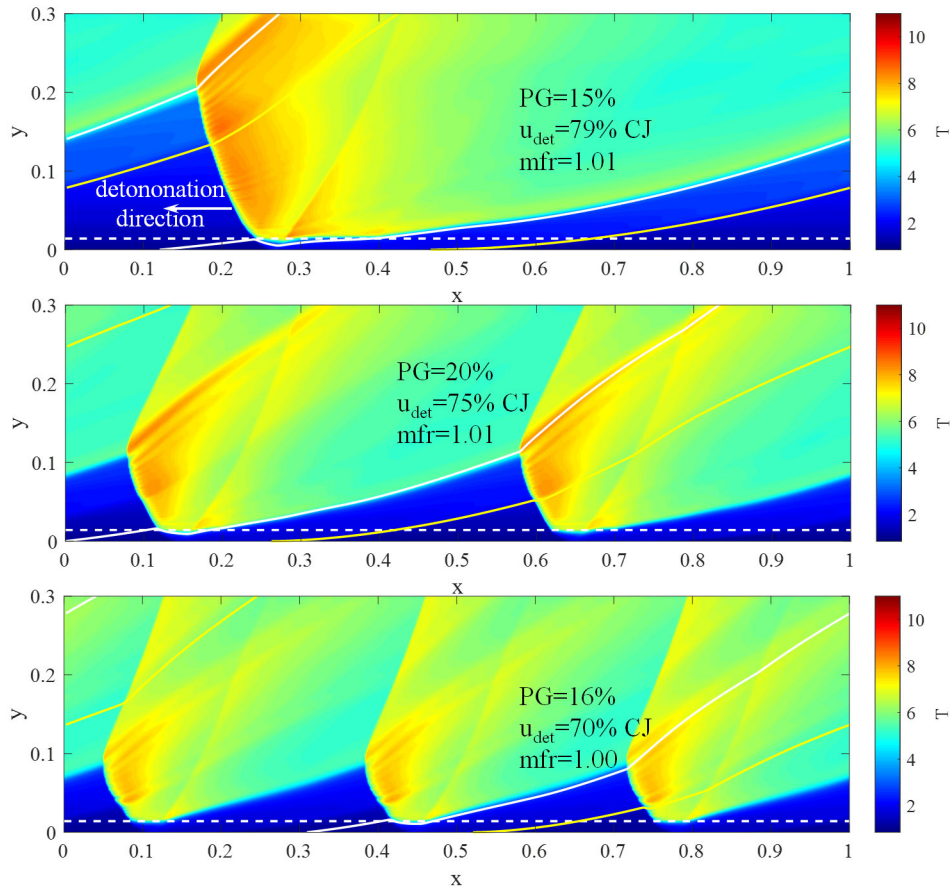 0.3
0.2
0.1
0
y
PG=15%
u_det=79% CJ
mfr=1.01
detononation
direction
0 0.1 0.2 0.3 0.4 0.5 0.6 0.7 0.8 0.9 1
x
10
8
6
4
2
T
0.3
0.2
0.1
0
y
PG=20%
u_det=75% CJ
mfr=1.01
0 0.1 0.2 0.3 0.4 0.5 0.6 0.7 0.8 0.9 1
x
10
8
6
4
2
T
0.3
0.2
0.1
0
y
PG=16%
u_det=70% CJ
mfr=1.00
0 0.1 0.2 0.3 0.4 0.5 0.6 0.7 0.8 0.9 1
x
10
8
6
4
2
T